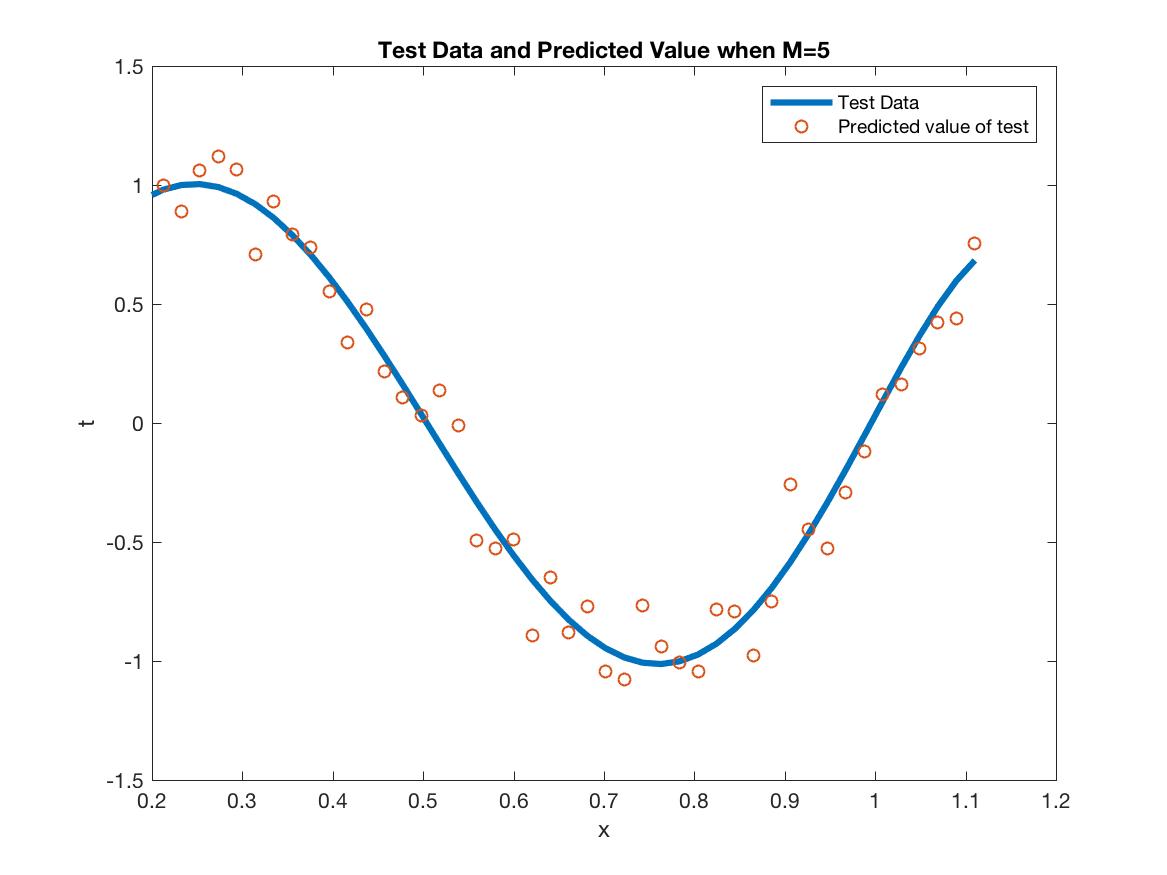 Test Data and Predicted Value when M=5
1.5
Test Data
Predicted value of test
1
0.5
0
t
-0.5
-1
-1.5
0.2 0.3 0.4 0.5 0.6 0.7 0.8 0.9 1 1.1 1.2
x